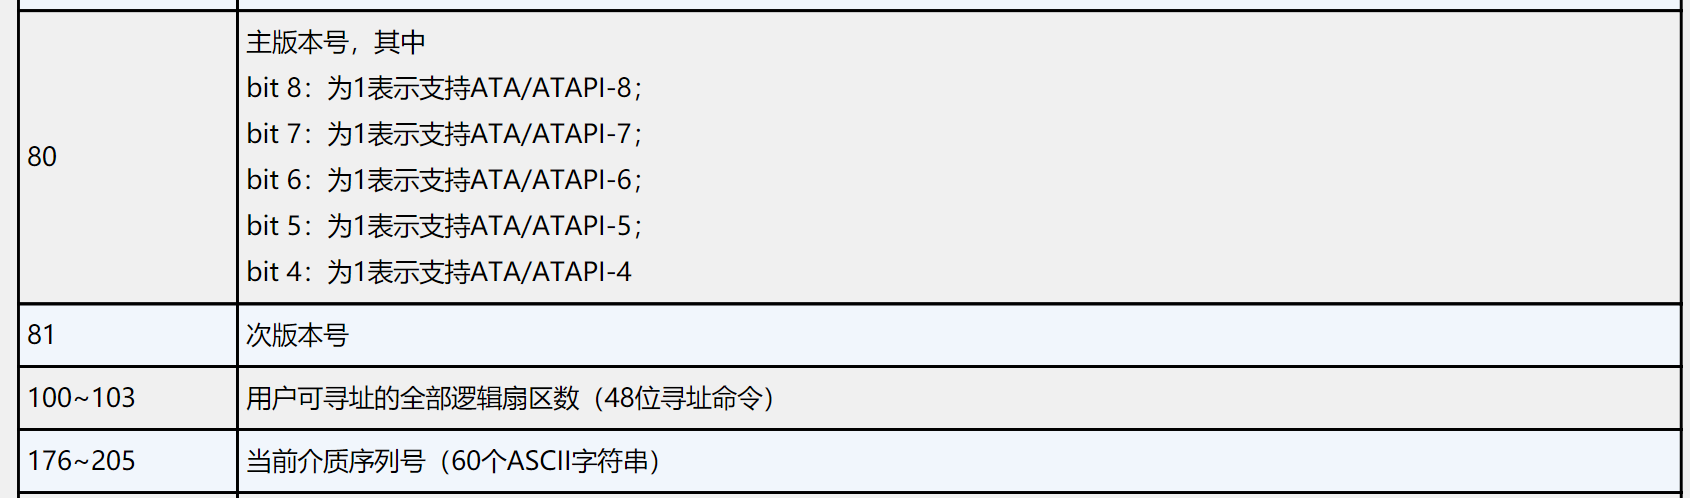 80
主版本号，其中
bit 8：为1表示支持ATA/ATAPI-8；
bit 7：为1表示支持ATA/ATAPI-7；
bit 6：为1表示支持ATA/ATAPI-6；
bit 5：为1表示支持ATA/ATAPI-5；
bit 4：为1表示支持ATA/ATAPI-4
81
次版本号
100~103
用户可寻址的全部逻辑扇区数（48位寻址命令）
176~205
当前介质序列号（60个ASCII字符串）